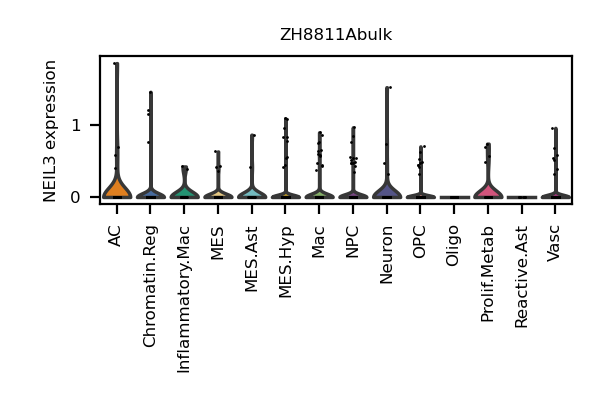 ZH8811Abulk
NEIL3 expression
1
0
AC
Chromatin.Reg
Inflammatory.Mac
MES
MES.Ast
MES.Hyp
Mac
NPC
Neuron
OPC
Oligo
Prolif.Metab
Reactive.Ast
Vasc